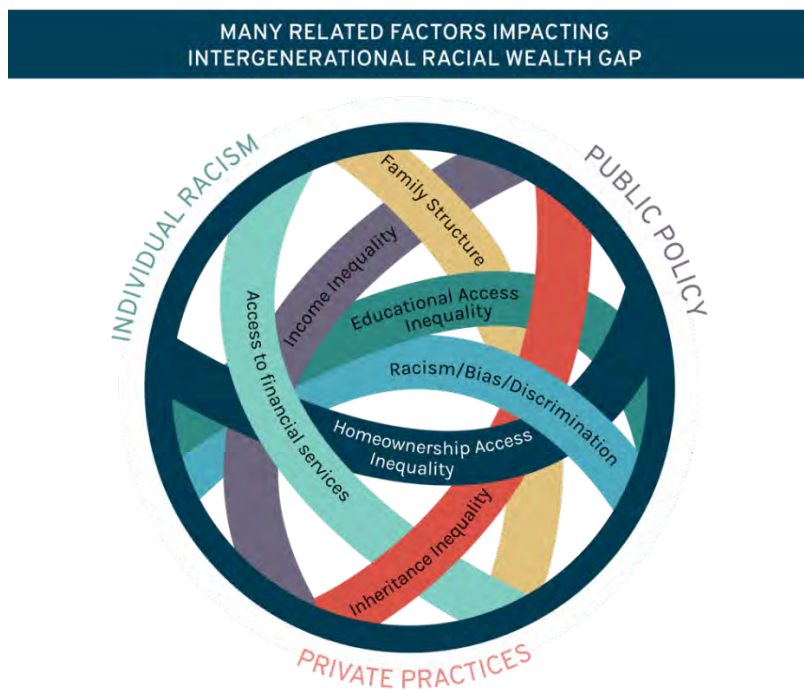 MANY RELATED FACTORS IMPACTING
INTERGENERATIONAL RACIAL WEALTH GAP
INDIVIDUAL RACISM
PUBLIC POLICY
Family Structure
Income Inequality
Educational Access
Inequality
Access to financial services
Racism/Bias/Discrimination
Homeownership Access
Inequality
Inheritance Inequality
PRIVATE PRACTICES